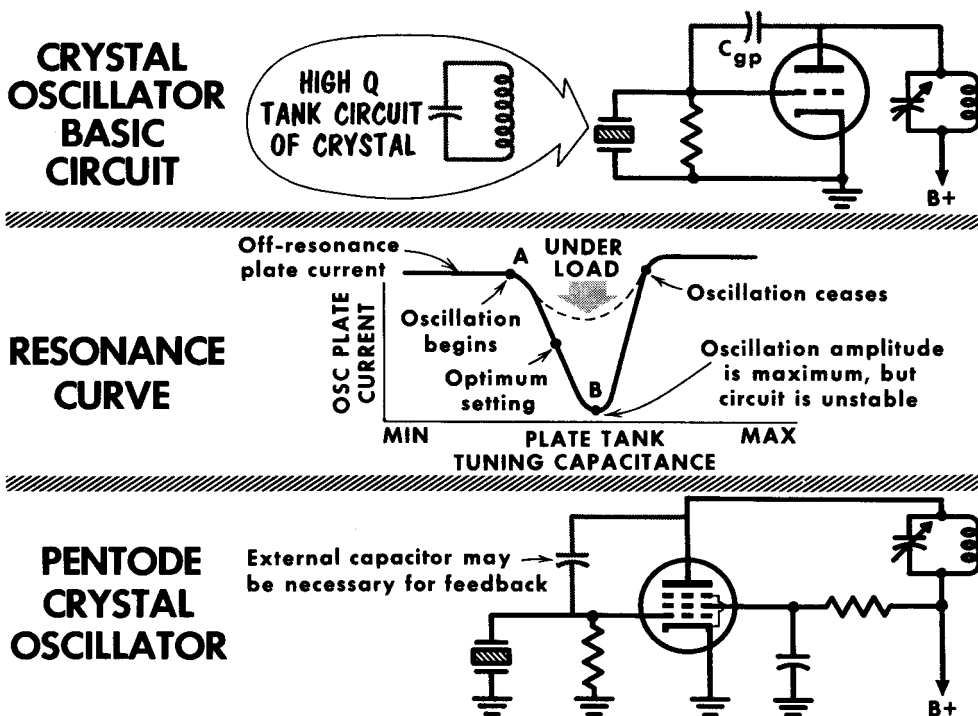 CRYSTAL
OSCILLATOR
BASIC
CIRCUIT
HIGH Q
TANK CIRCUIT
OF CRYSTAL
Cgp
B+
RESONANCE
CURVE
Off-resonance
plate current
A
UNDER
LOAD
Oscillation ceases
Oscillation
begins
Optimum
setting
B
Oscillation amplitude
is maximum, but
circuit is unstable
OSC PLATE
CURRENT
MIN
PLATE TANK
TUNING CAPACITANCE
MAX
PENTODE
CRYSTAL
OSCILLATOR
External capacitor may
be necessary for feedback
B+